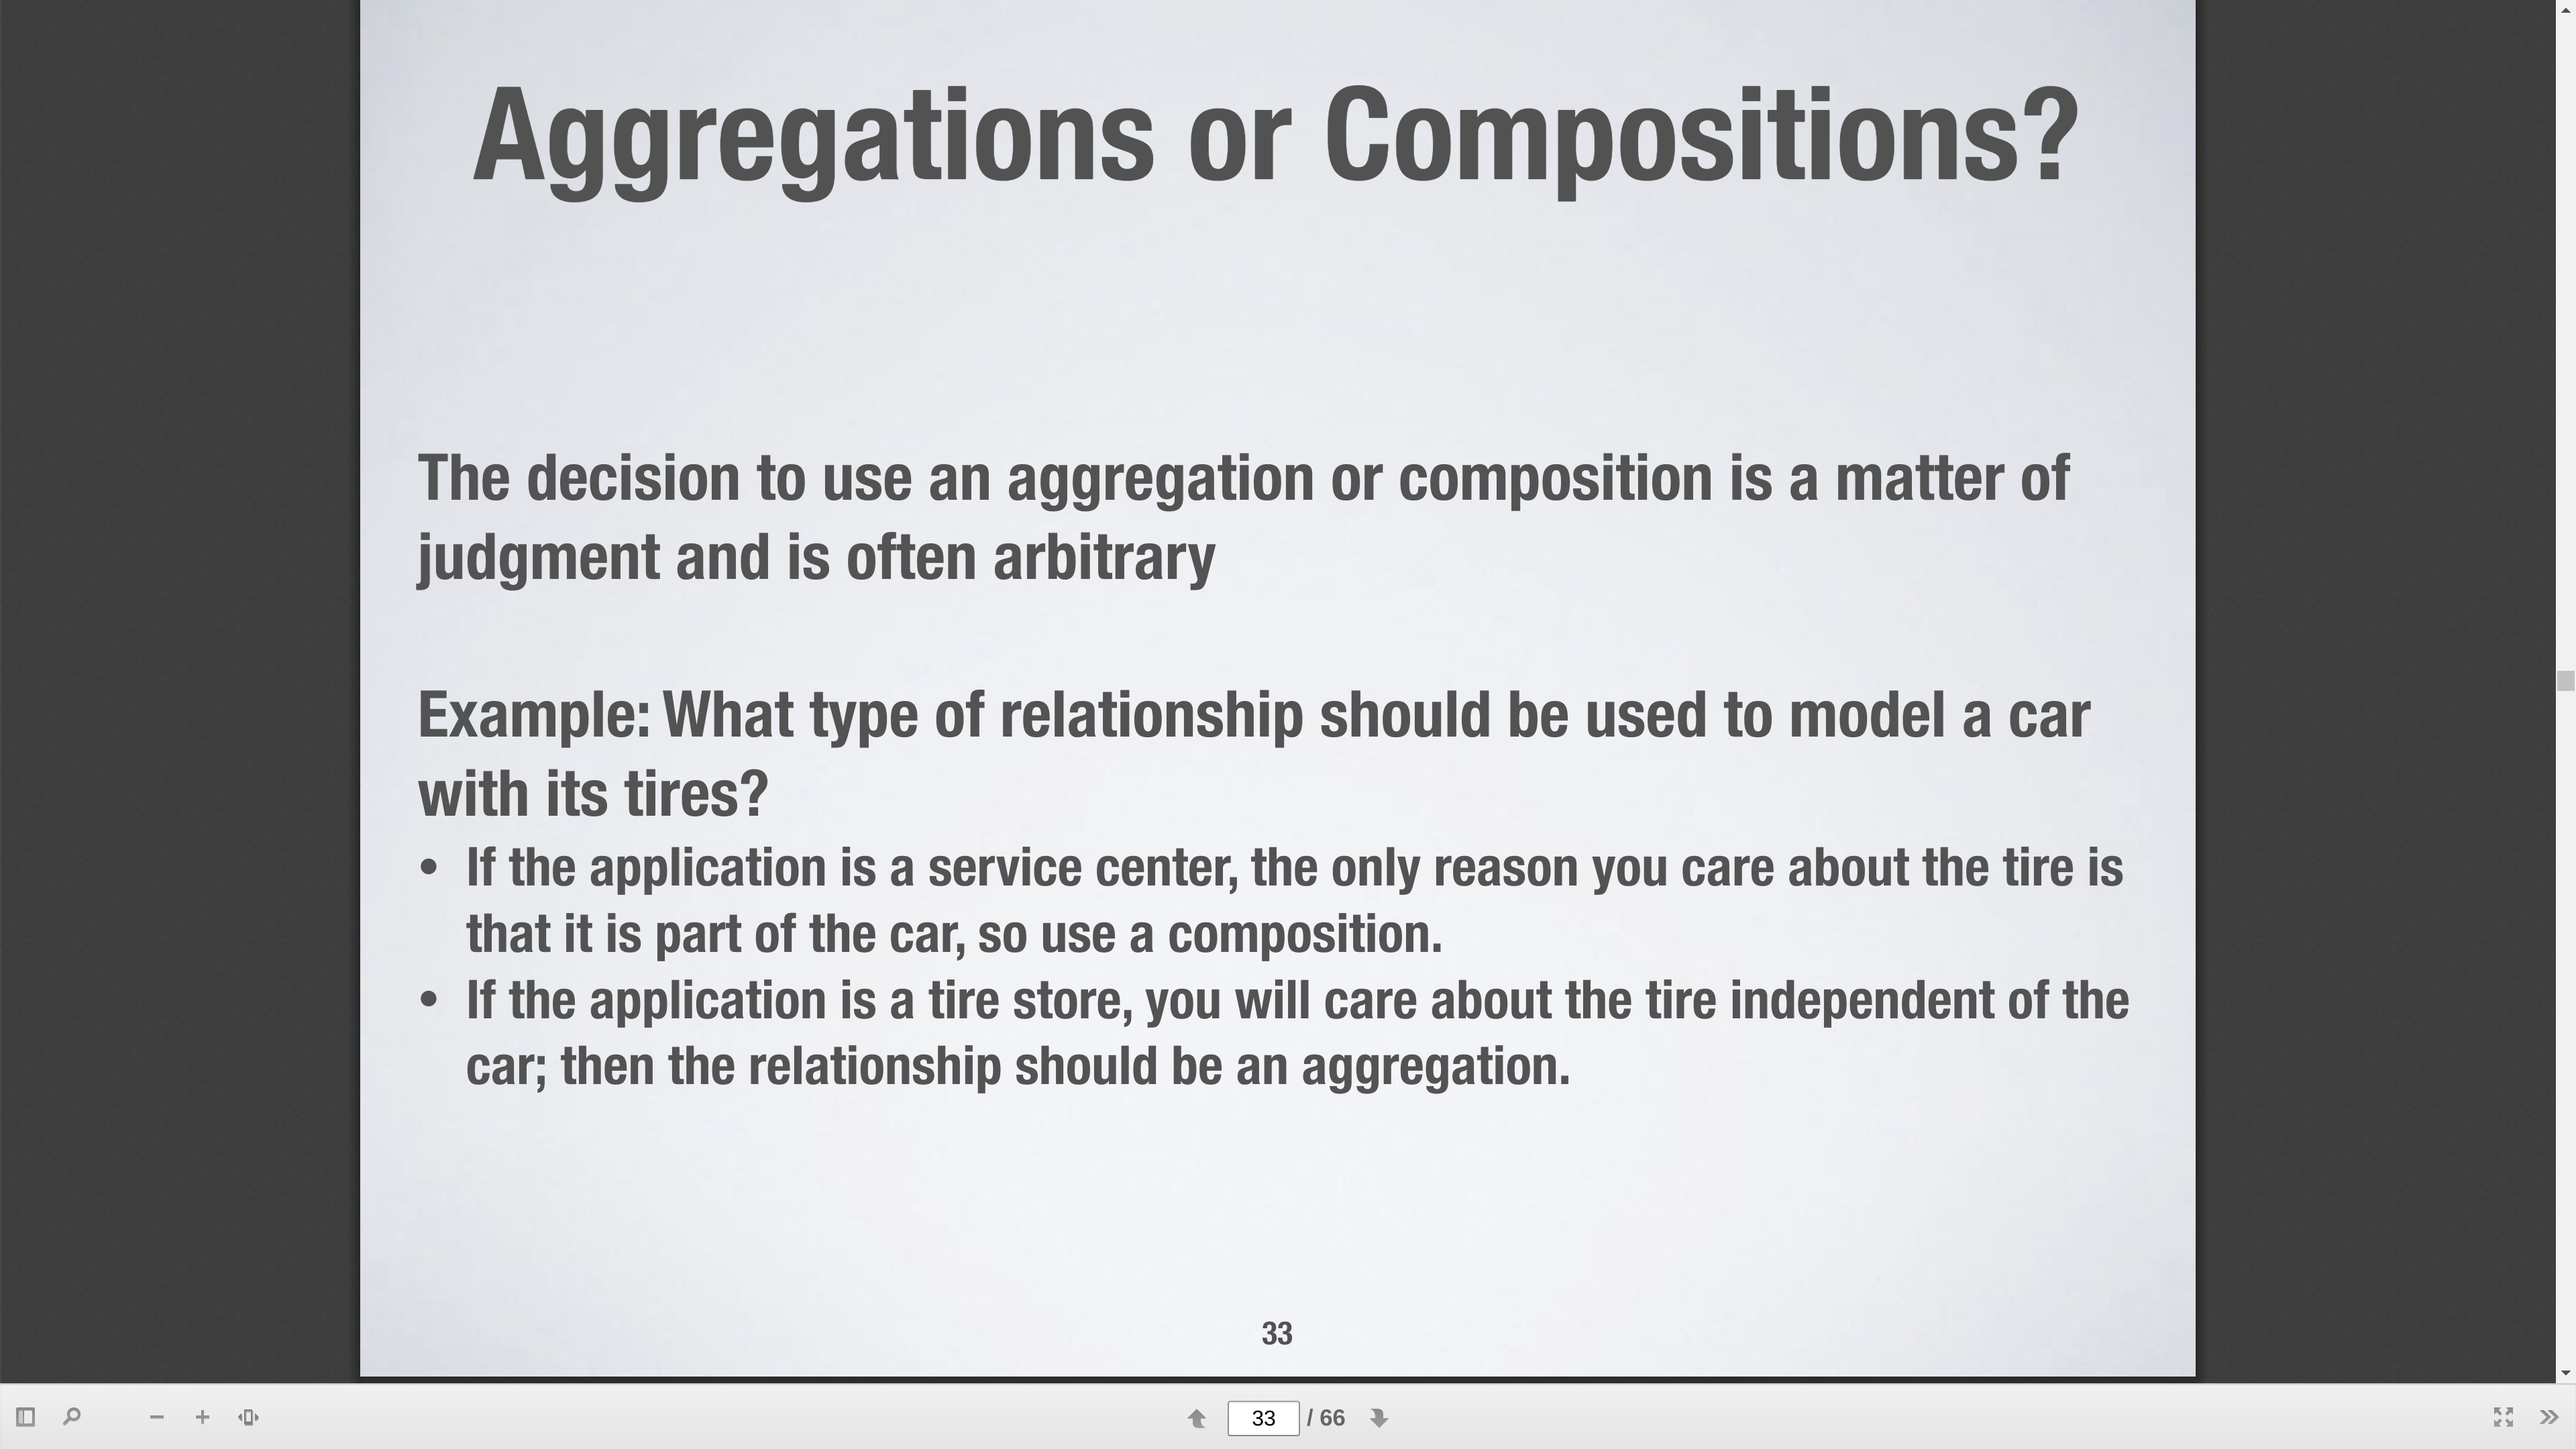 Aggregations or Compositions?
The decision to use an aggregation or composition is a matter of
judgment and is often arbitrary
Example: What type of relationship should be used to model a car
with its tires?
• If the application is a service center, the only reason you care about the tire is
that it is part of the car, so use a composition.
• If the application is a tire store, you will care about the tire independent of the
car; then the relationship should be an aggregation.
33
33 / 66